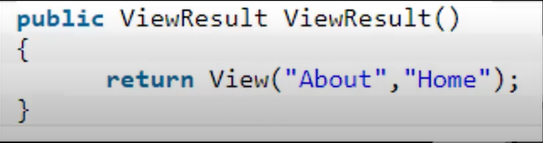 public ViewResult ViewResult()
{
return View("About","Home");
}